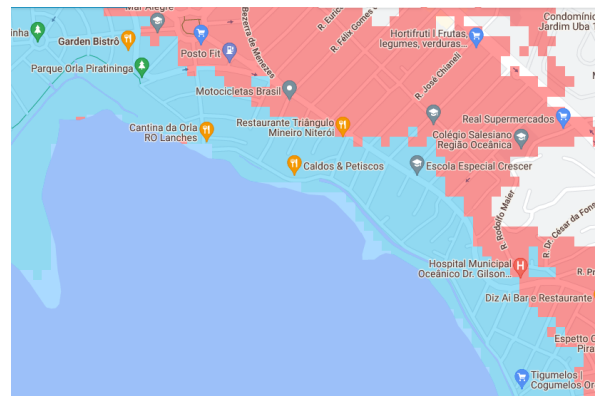 Mar Alegre
inha
Garden Bistrô
Parque Orla Piratininga
Posto Fit
Bezerra de Menezes
R. Euric
R. Félix Gomes
Hortifruti | Frutas,
legumes, verduras...
Condomínio
Jardim Uba
R. José Chianeli
Motocicletas Brasil
Restaurante Triângulo
Mineiro Niterói
Cantina da Orla
RO Lanches
Real Supermercados
Colégio Salesiano
Região Oceânica
Caldos & Petiscos
Escola Especial Crescer
R. Rodolfo Maier
R. Dr. César da Fons
Hospital Municipal
Oceânico Dr. Gilson...
R. Pr
Diz Ai Bar e Restaurante
Espetto C
Pira
Tigumelos |
Cogumelos Or